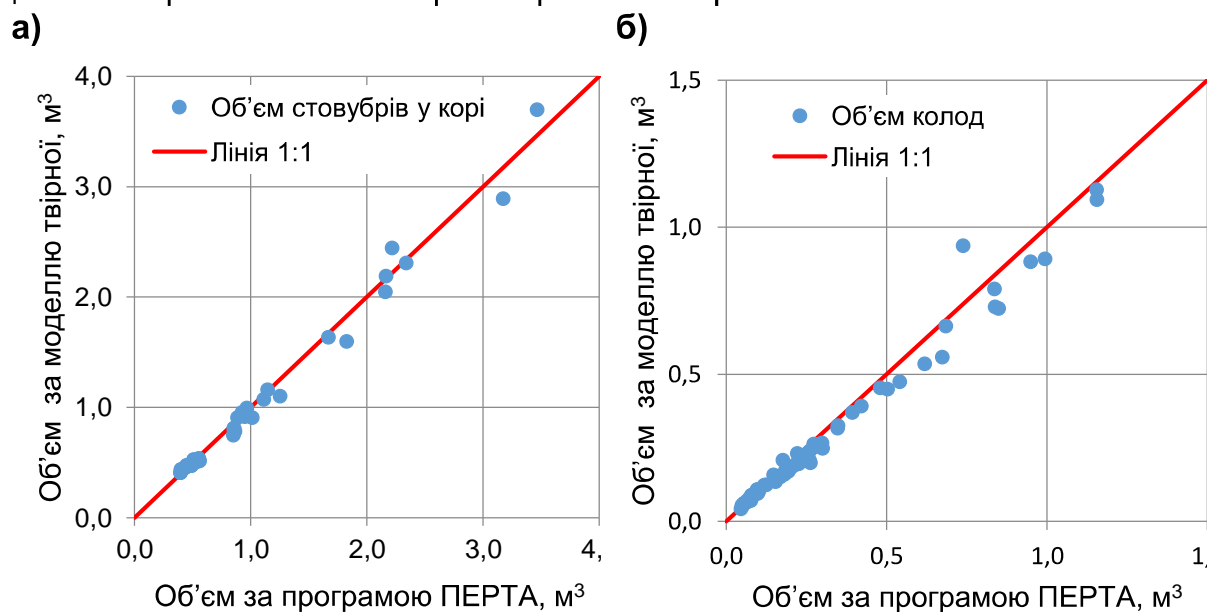 а)
4,0
3,0
2,0
1,0
0,0
0,0 1,0 2,0 3,0 4,
Об’єм за моделлю твірної, м³
Об’єм стовубрів у корі
Лінія 1:1
Об’єм за програмою ПЕРТА, м³
б)
1,5
1,0
0,5
0,0
0,0 0,5 1,0 1,
Об’єм за моделлю твірної, м³
Об’єм колод
Лінія 1:1
Об’єм за програмою ПЕРТА, м³